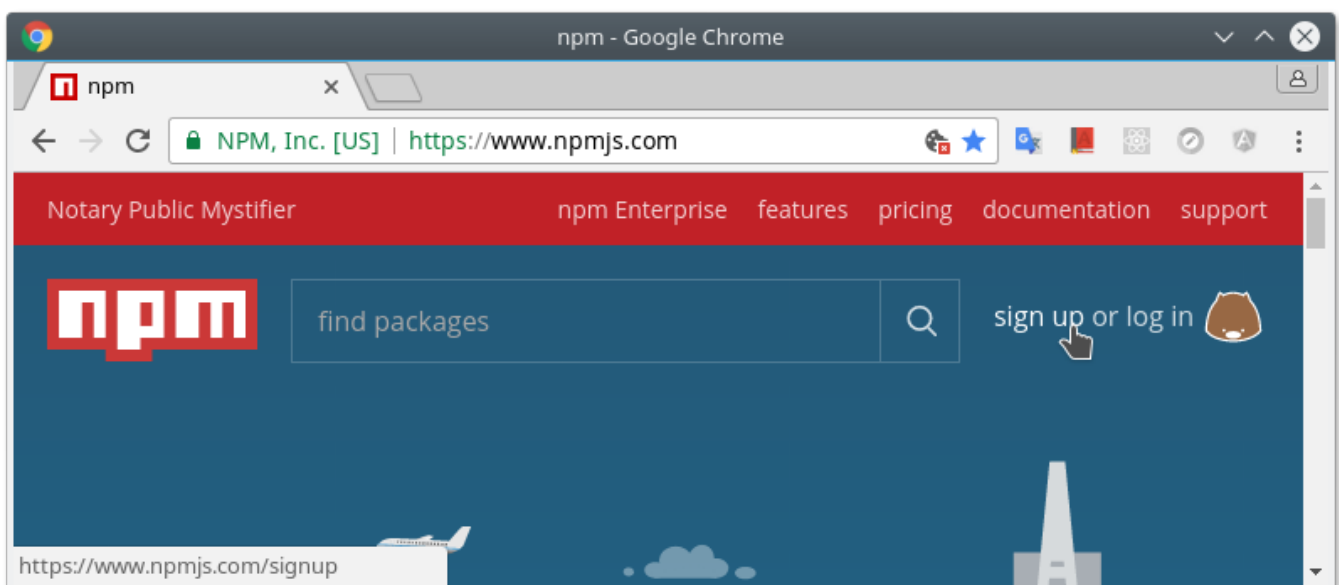 npm - Google Chrome
npm
NPM, Inc. [US] | https://www.npmjs.com
Notary Public Mystifier npm Enterprise features pricing documentation support
npm find packages sign up or log in
https://www.npmjs.com/signup